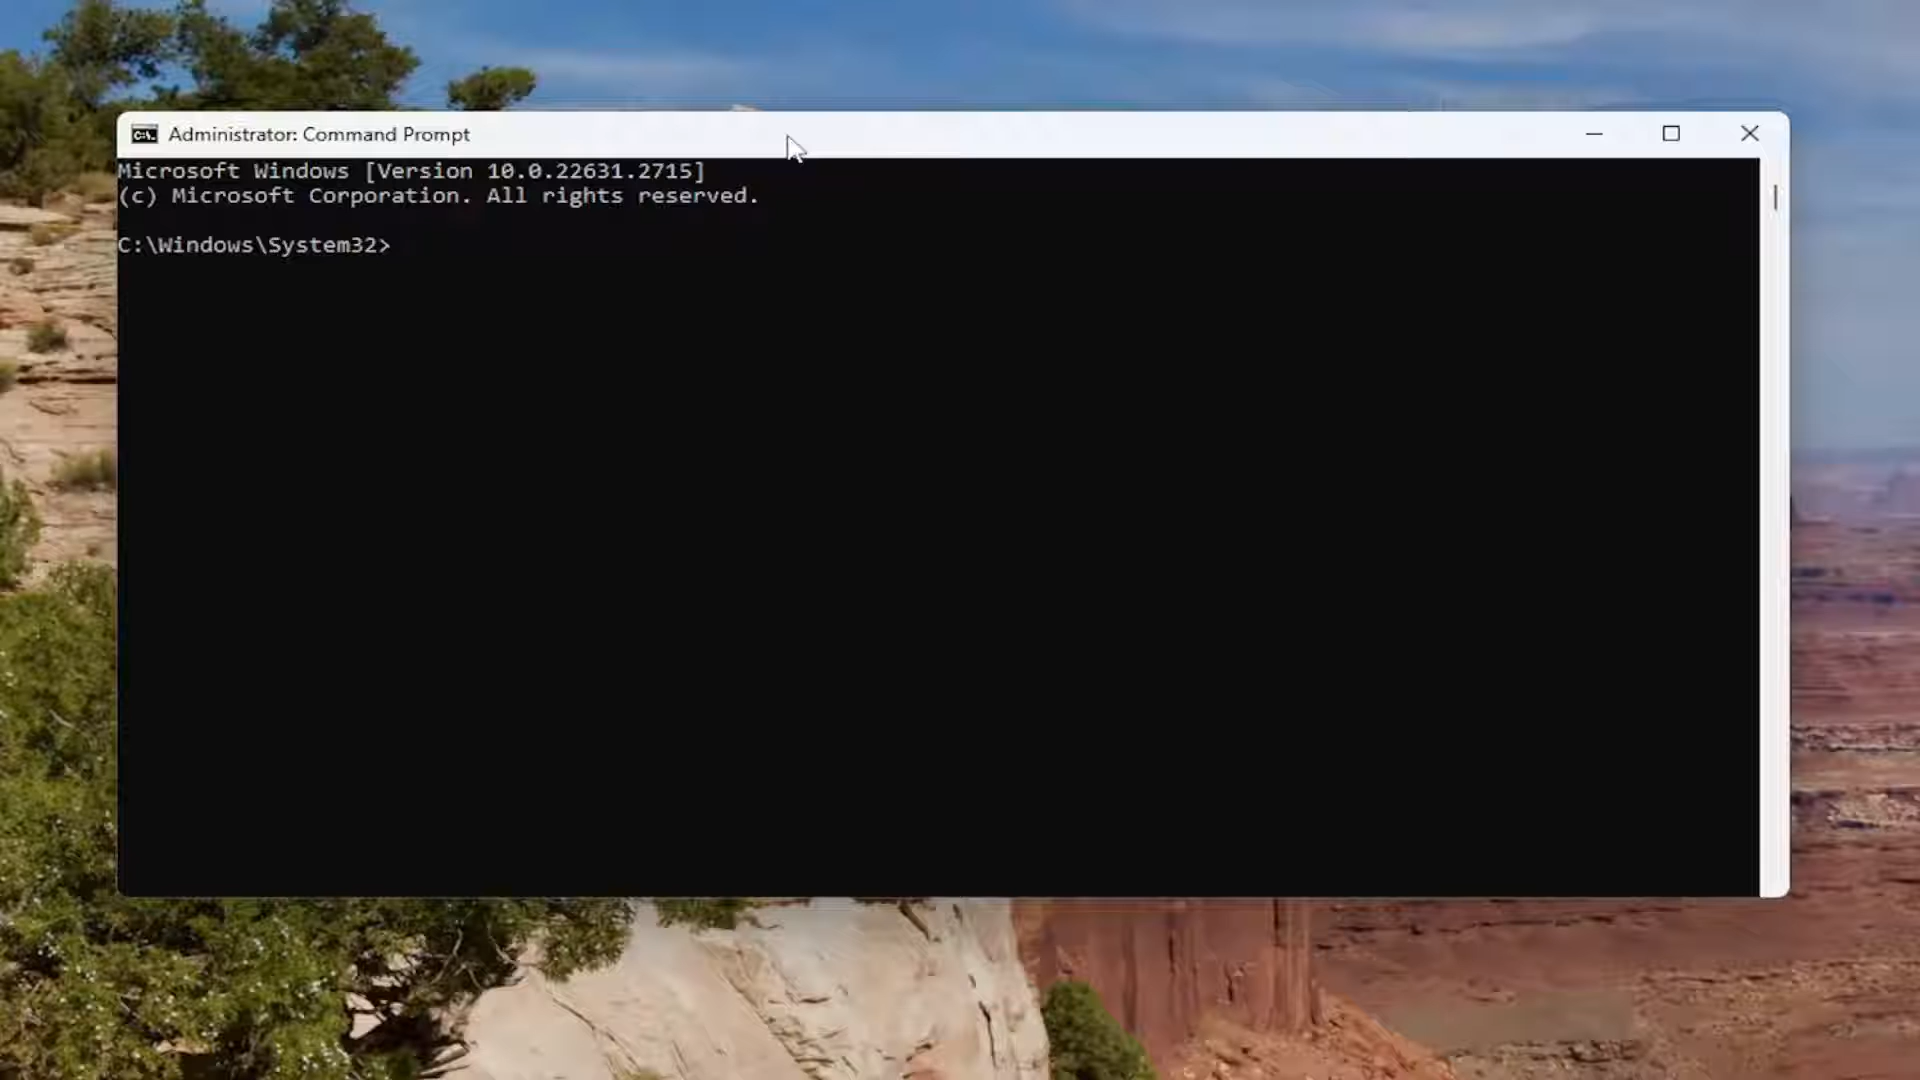 Administrator: Command Prompt
Microsoft Windows [Version 10.0.22631.2715]
(c) Microsoft Corporation. All rights reserved.
C:\Windows\System32>